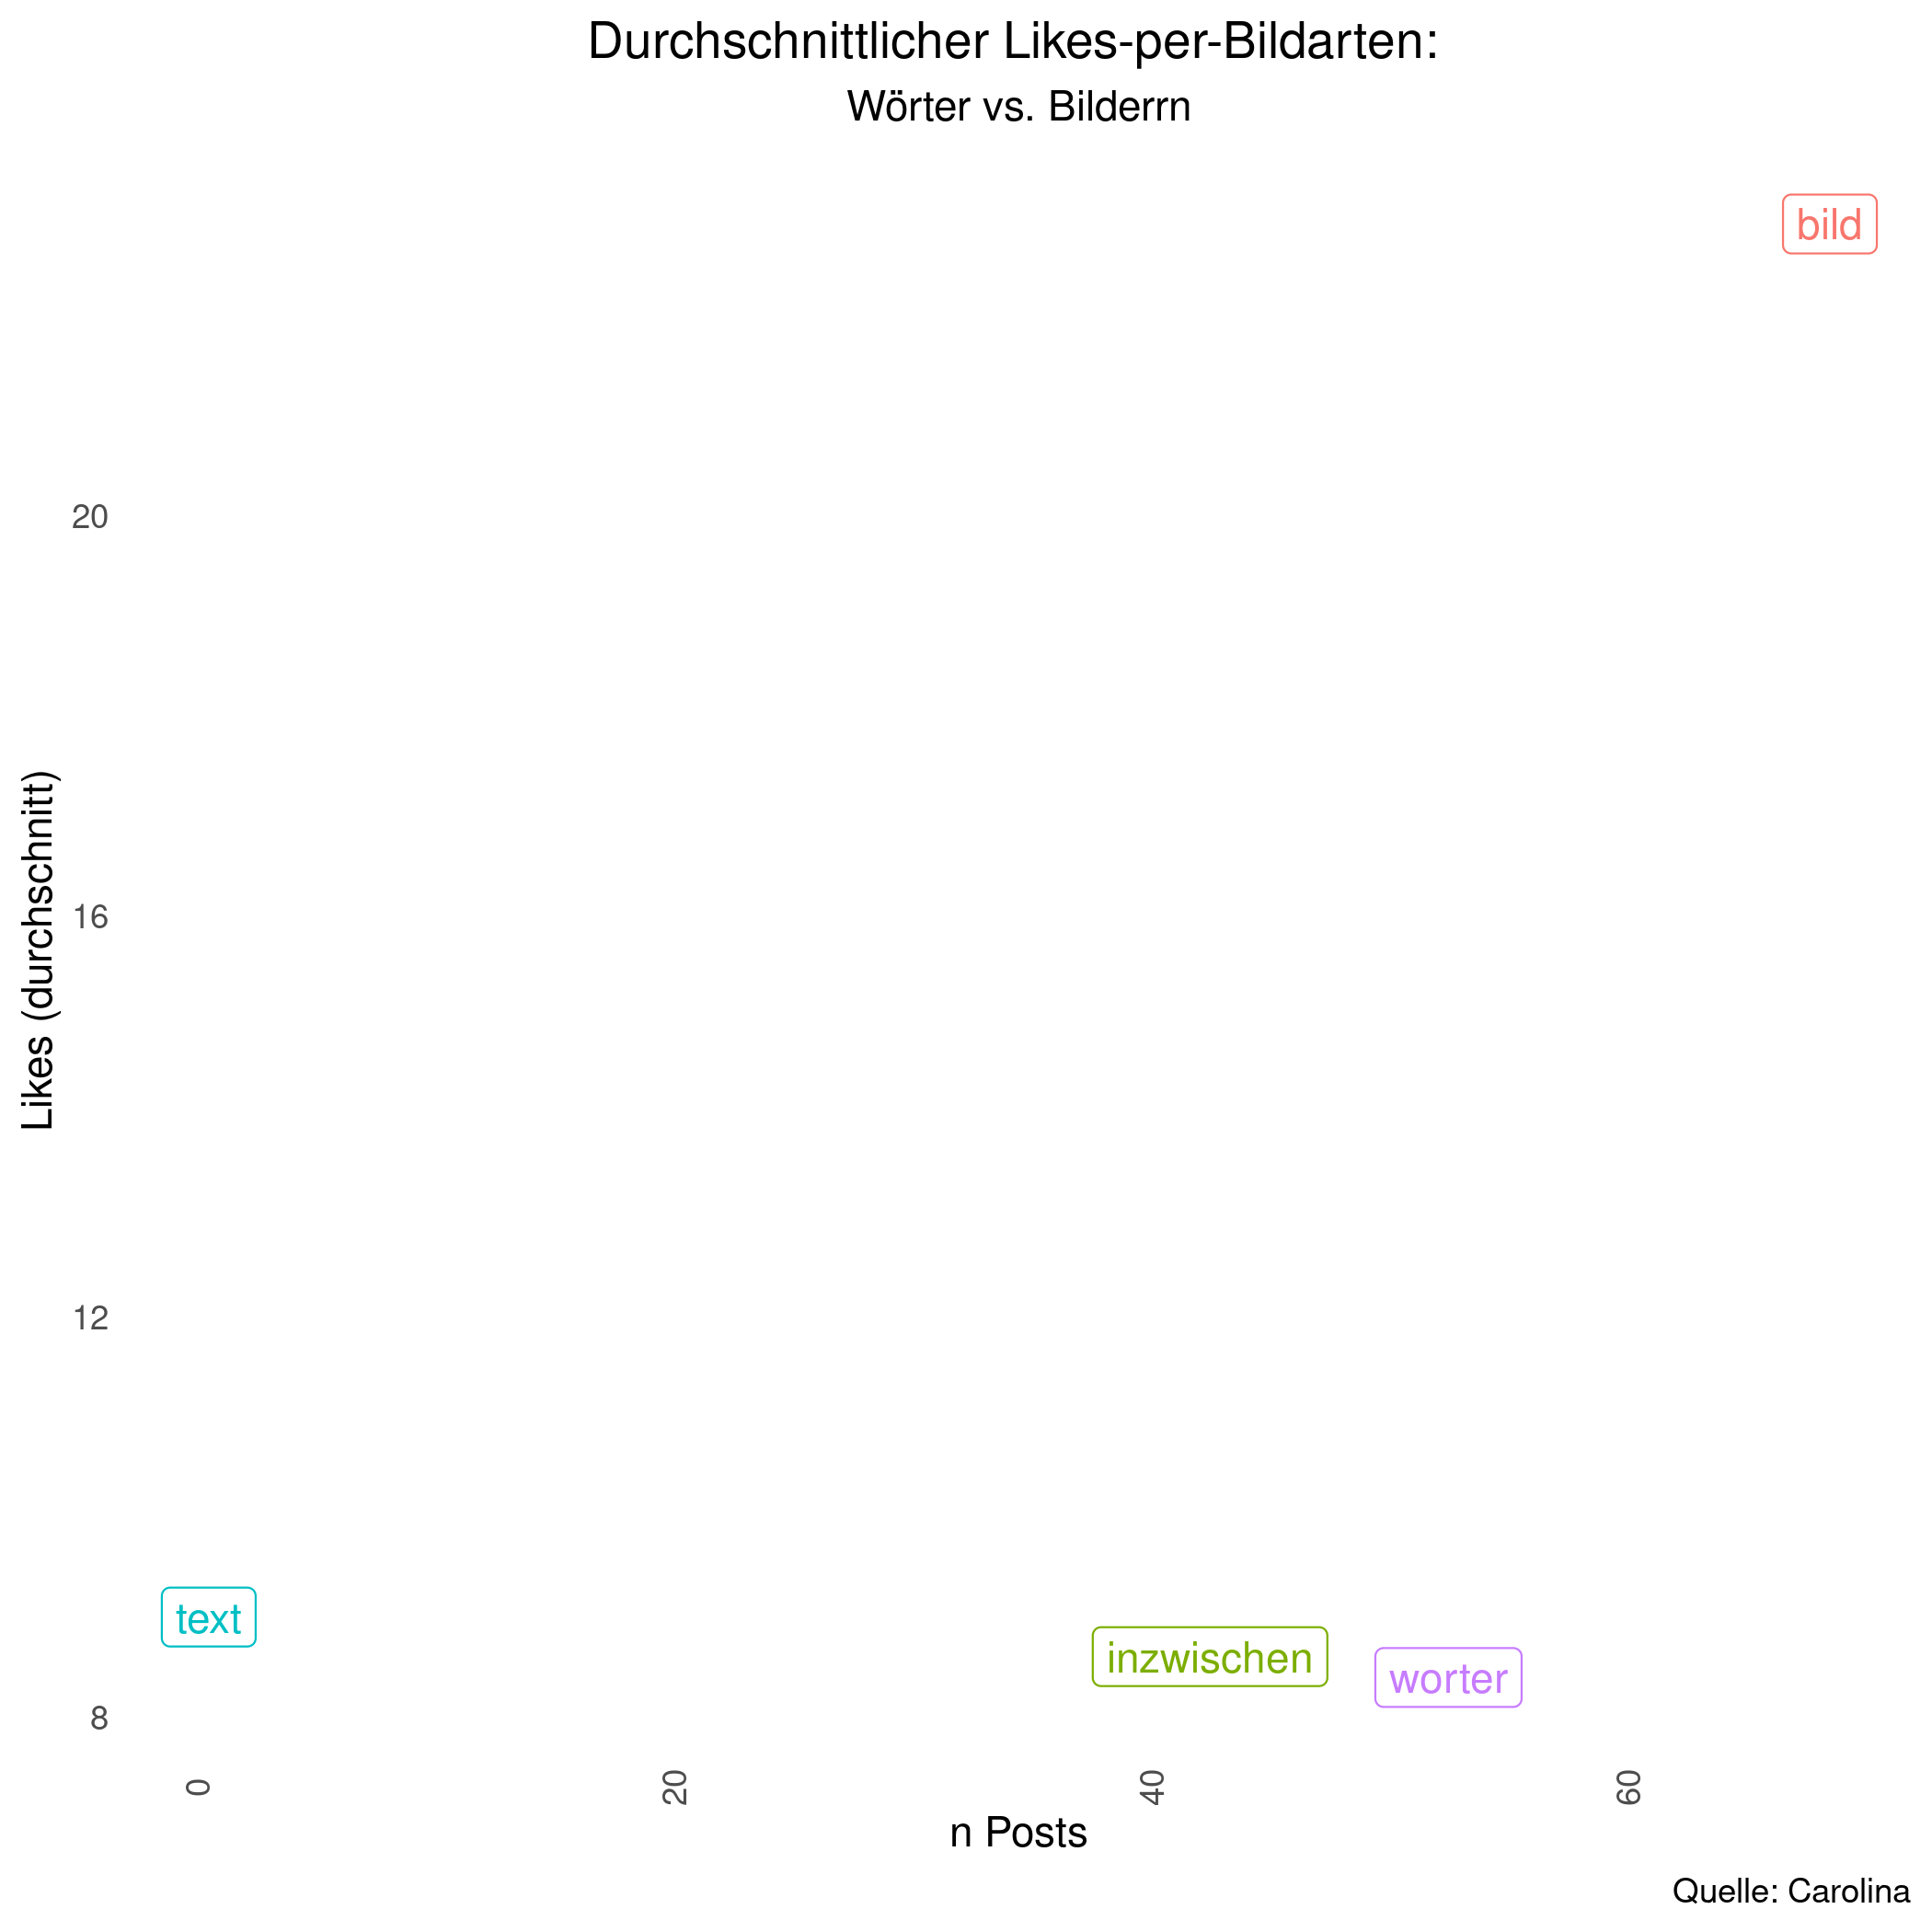 Durchschnittlicher Likes-per-Bildarten:
Wörter vs. Bilderrn
bild
20
Likes (durchschnitt)
16
12
text
inzwischen
worter
8
0 20 40 60
n Posts
Quelle: Carolina